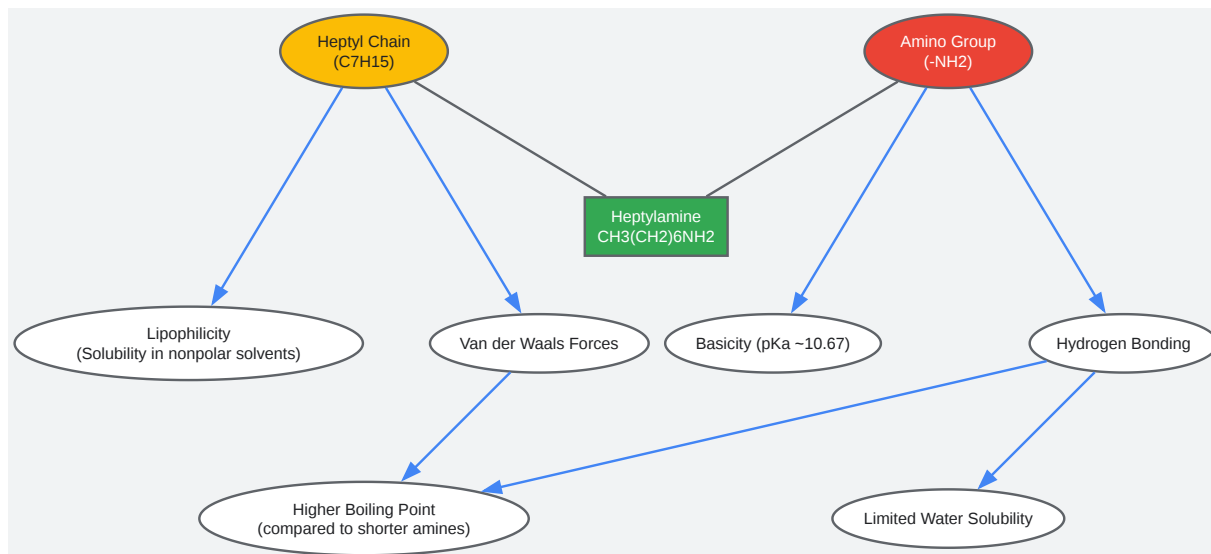 Heptyl Chain
(C7H15)
Amino Group
(-NH2)
Heptylamine
CH3(CH2)6NH2
Lipophilicity
(Solubility in nonpolar solvents)
Van der Waals Forces
Basicity (pKa ~10.67)
Hydrogen Bonding
Higher Boiling Point
(compared to shorter amines)
Limited Water Solubility